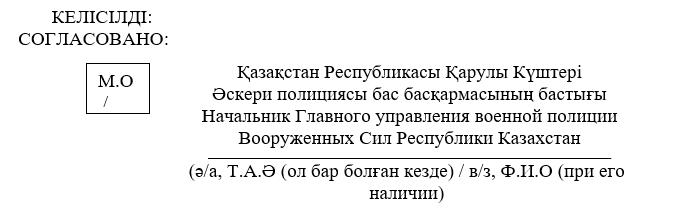 КЕЛІСІЛДІ:
СОГЛАСОВАНО:
М.О
/
Қазақстан Республикасы Қарулы Күштері
Әскери полициясы бас басқармасының бастығы
Начальник Главного управления военной полиции
Вооруженных Сил Республики Казахстан
(ә/а, Т.А.Ә (ол бар болған кезде) / в/з, Ф.И.О (при его
наличии)